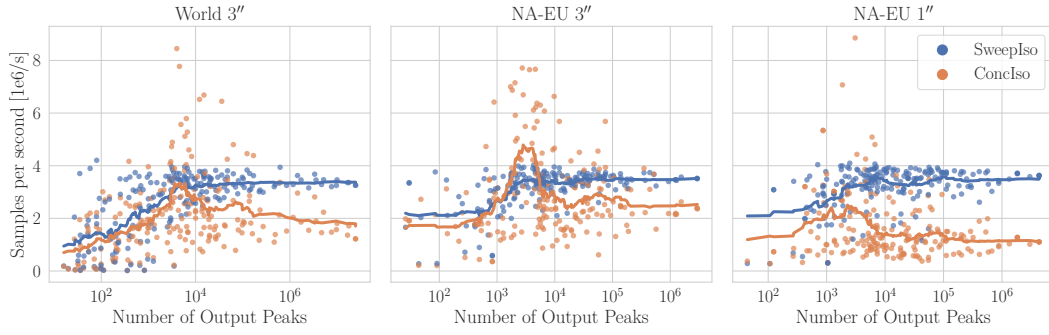 World 3″
NA-EU 3″
NA-EU 1″
Samples per second [1e6/s]
8
6
4
2
0
SweepIso
ConcIso
10² 10⁴ 10⁶
10² 10³ 10⁴ 10⁵ 10⁶
10² 10³ 10⁴ 10⁵ 10⁶
Number of Output Peaks
Number of Output Peaks
Number of Output Peaks